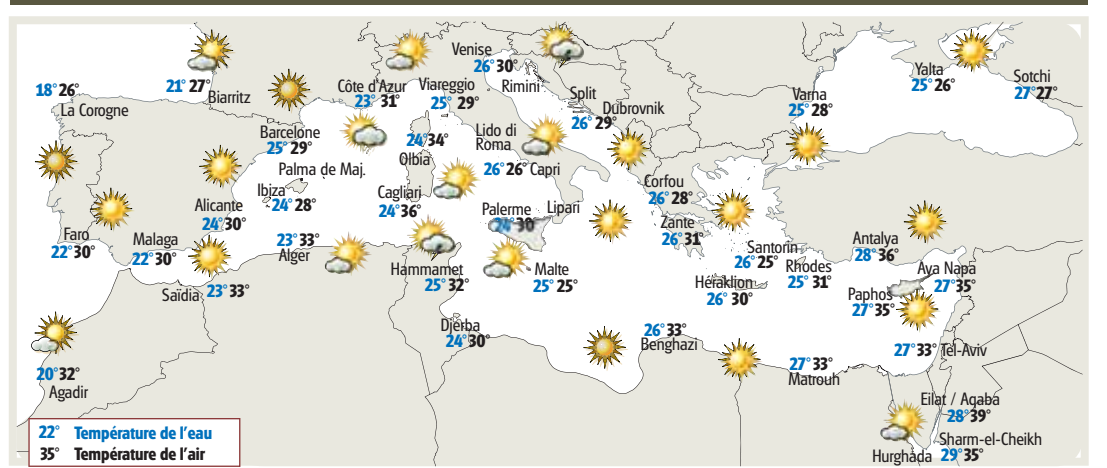 18° 26°
La Corogne
21° 27°
Biarritz
Côte d'Azur
23° 31°
Viareggio
25° 29°
Venise
26° 30°
Rimini
Split
26° 29°
Dubrovnik
Varna
25° 28°
Yalta
25° 26°
Sotchi
27° 27°
Barcelone
25° 29°
24° 34°
Olbia
Lido di
Roma
26° 26° Capri
Palma de Maj.
Ibiza
24° 28°
Cagliari
24° 36°
Alicante
24° 30°
Palerme
24° 30°
Lipari
Corfou
26° 28°
Zante
26° 31°
Faro
22° 30°
Malaga
22° 30°
23° 33°
Alger
Saïdia 23° 33°
Hammamet
25° 32°
Malte
25° 25°
Santorin
26° 25°
Rhodes
25° 31°
Héraklion
26° 30°
Antalya
28° 36°
Aya Napa
27° 35°
Paphos
27° 35°
Djerba
24° 30°
26° 33°
Benghazi
27° 33° Tel-Aviv
27° 33°
Matrouh
20° 32°
Agadir
Eilat / Aqaba
28° 39°
Sharm-el-Cheikh
Hurghada 29° 35°
22° Température de l'eau
35° Température de l'air